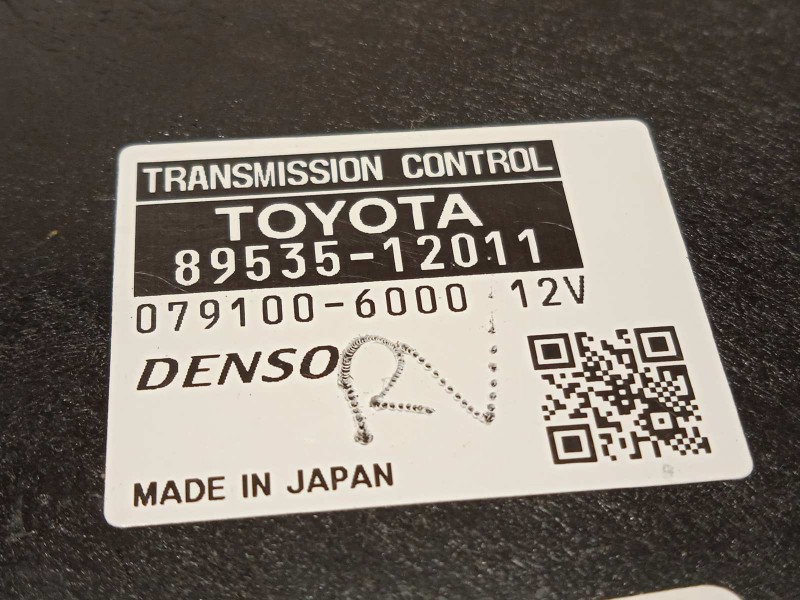 TRANSMISSION CONTROL
TOYOTA
89535-12011
079100-6000 12V
DENSO
MADE IN JAPAN